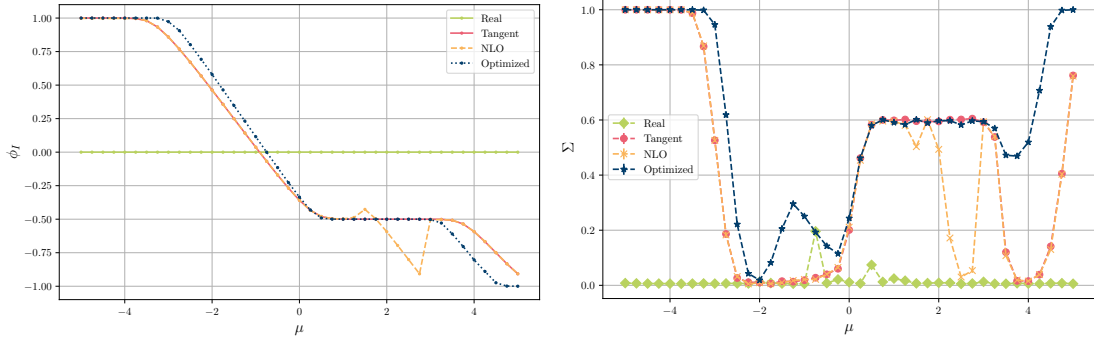 1.00
0.75
0.50
0.25
0.00
−0.25
−0.50
−0.75
−1.00
ϕI
−4
−2
0
2
4
μ
Real
Tangent
NLO
Optimized
1.0
0.8
0.6
0.4
0.2
0.0
Σ
−4
−2
0
2
4
μ
Real
Tangent
NLO
Optimized